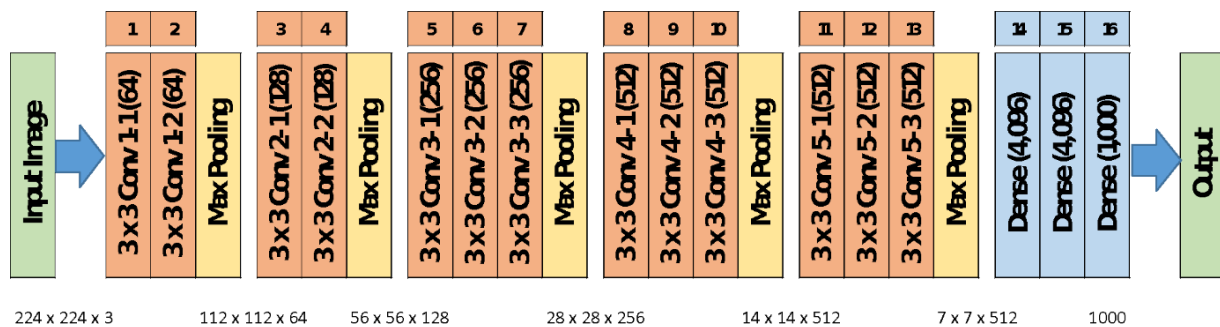 1 2 3 4 5 6 7 8 9 10 11 12 13 14 15 16
Input Image
3 x 3 Conv 1-1 (64)
3 x 3 Conv 1-2 (64)
Max Pooling
3 x 3 Conv 2-1 (128)
3 x 3 Conv 2-2 (128)
Max Pooling
3 x 3 Conv 3-1 (256)
3 x 3 Conv 3-2 (256)
3 x 3 Conv 3-3 (256)
Max Pooling
3 x 3 Conv 4-1 (512)
3 x 3 Conv 4-2 (512)
3 x 3 Conv 4-3 (512)
Max Pooling
3 x 3 Conv 5-1 (512)
3 x 3 Conv 5-2 (512)
3 x 3 Conv 5-3 (512)
Max Pooling
Dense (4,096)
Dense (4,096)
Dense (1,000)
Output
224 x 224 x 3 112 x 112 x 64 56 x 56 x 128 28 x 28 x 256 14 x 14 x 512 7 x 7 x 512 1000